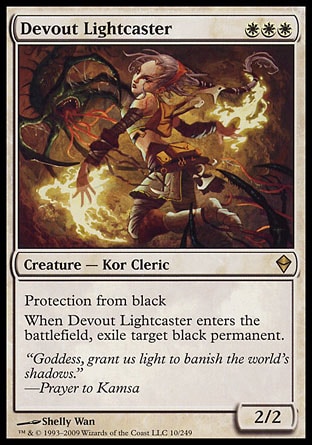 Devout Lightcaster
Creature — Kor Cleric
Protection from black
When Devout Lightcaster enters the
battlefield, exile target black permanent.
"Goddess, grant us light to banish the world's
shadows."
—Prayer to Kamsa
Shelly Wan
™ & © 1993–2009 Wizards of the Coast LLC 10/249
2/2